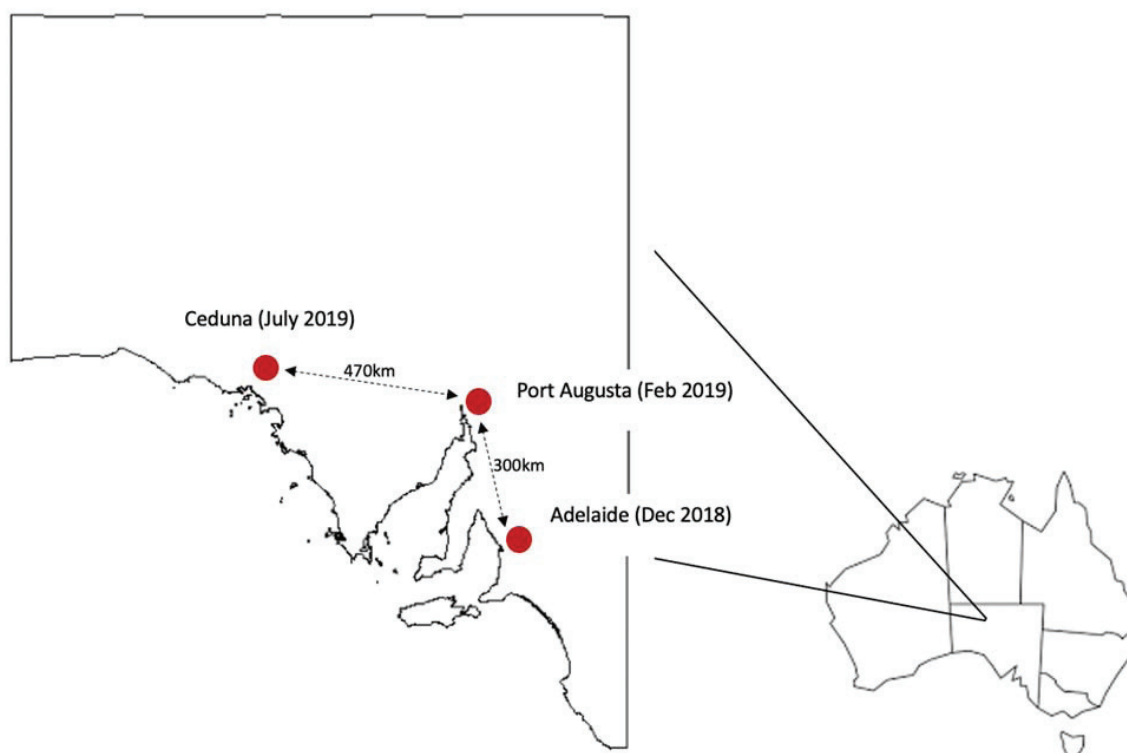 Ceduna (July 2019)
470km
Port Augusta (Feb 2019)
300km
Adelaide (Dec 2018)